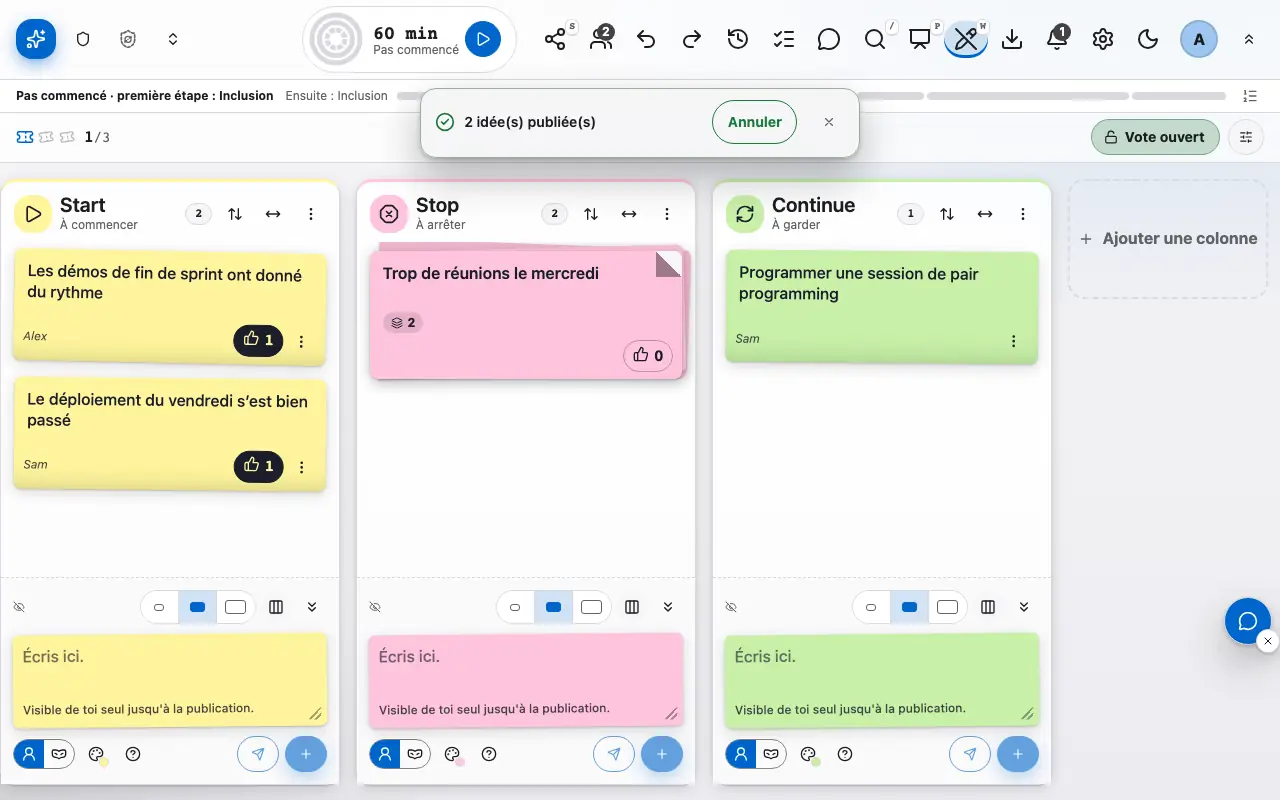 60 min
Pas commencé
S
2
/
P
W
1
A
Pas commencé · première étape : Inclusion
Ensuite : Inclusion
2 idée(s) publiée(s)
Annuler
1/3
Vote ouvert
Start
À commencer
2
Stop
À arrêter
2
Continue
À garder
1
+ Ajouter une colonne
Les démos de fin de sprint ont donné
du rythme
Alex
1
Le déploiement du vendredi s'est bien
passé
Sam
1
Trop de réunions le mercredi
2
0
Programmer une session de pair
programming
Sam
Écris ici.
Visible de toi seul jusqu'à la publication.
Écris ici.
Visible de toi seul jusqu'à la publication.
Écris ici.
Visible de toi seul jusqu'à la publication.